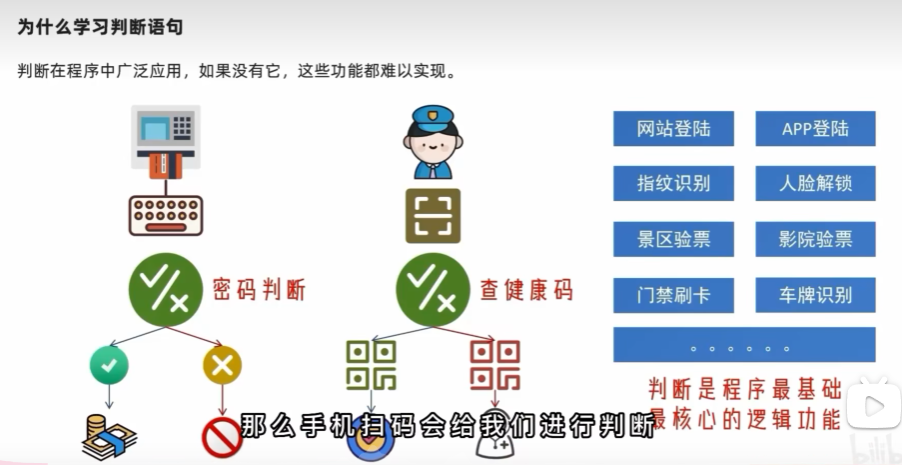 为什么学习判断语句
判断在程序中广泛应用，如果没有它，这些功能都难以实现。
密码判断
查健康码
网站登陆
APP登陆
指纹识别
人脸解锁
景区验票
影院验票
门禁刷卡
车牌识别
。。。。。。
判断是程序最基础
最核心的逻辑功能
那么手机扫码会给我们进行判断
bilib